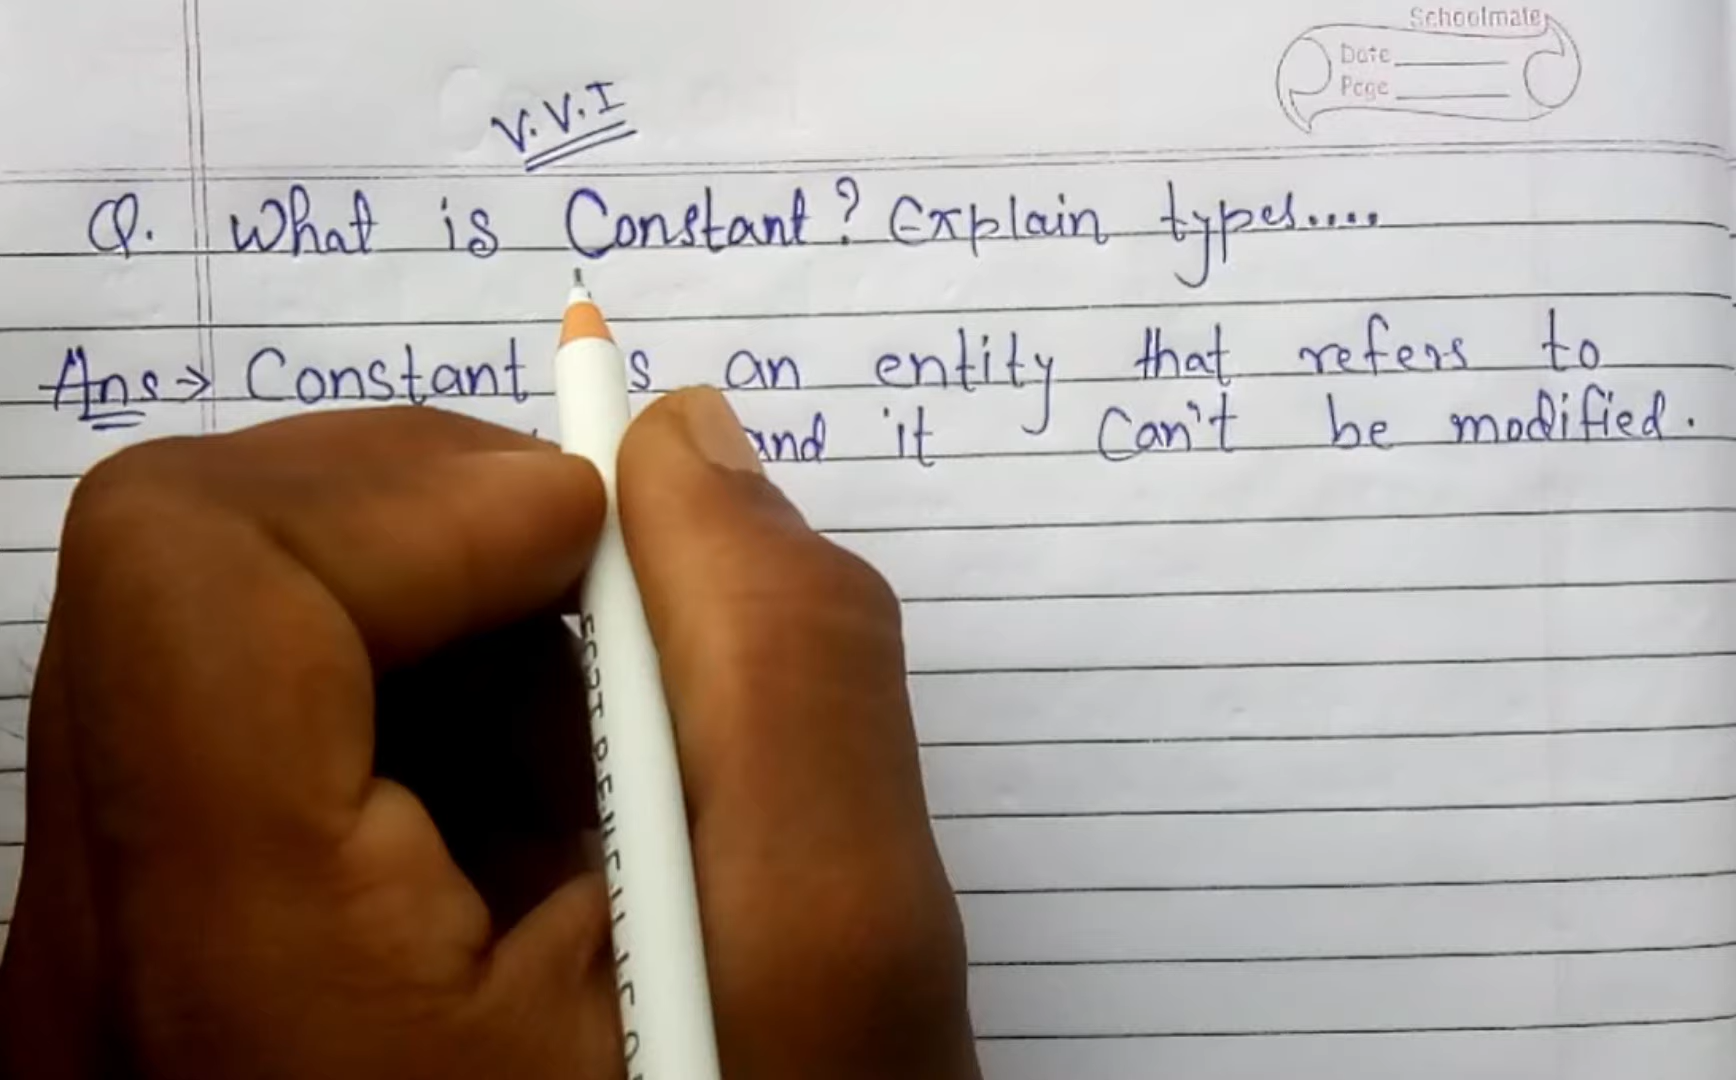 Schoolmate
Date
Page
V.V.I
Q. What is Constant? Explain types....
Ans → Constant is an entity that refers to
and it can't be modified.